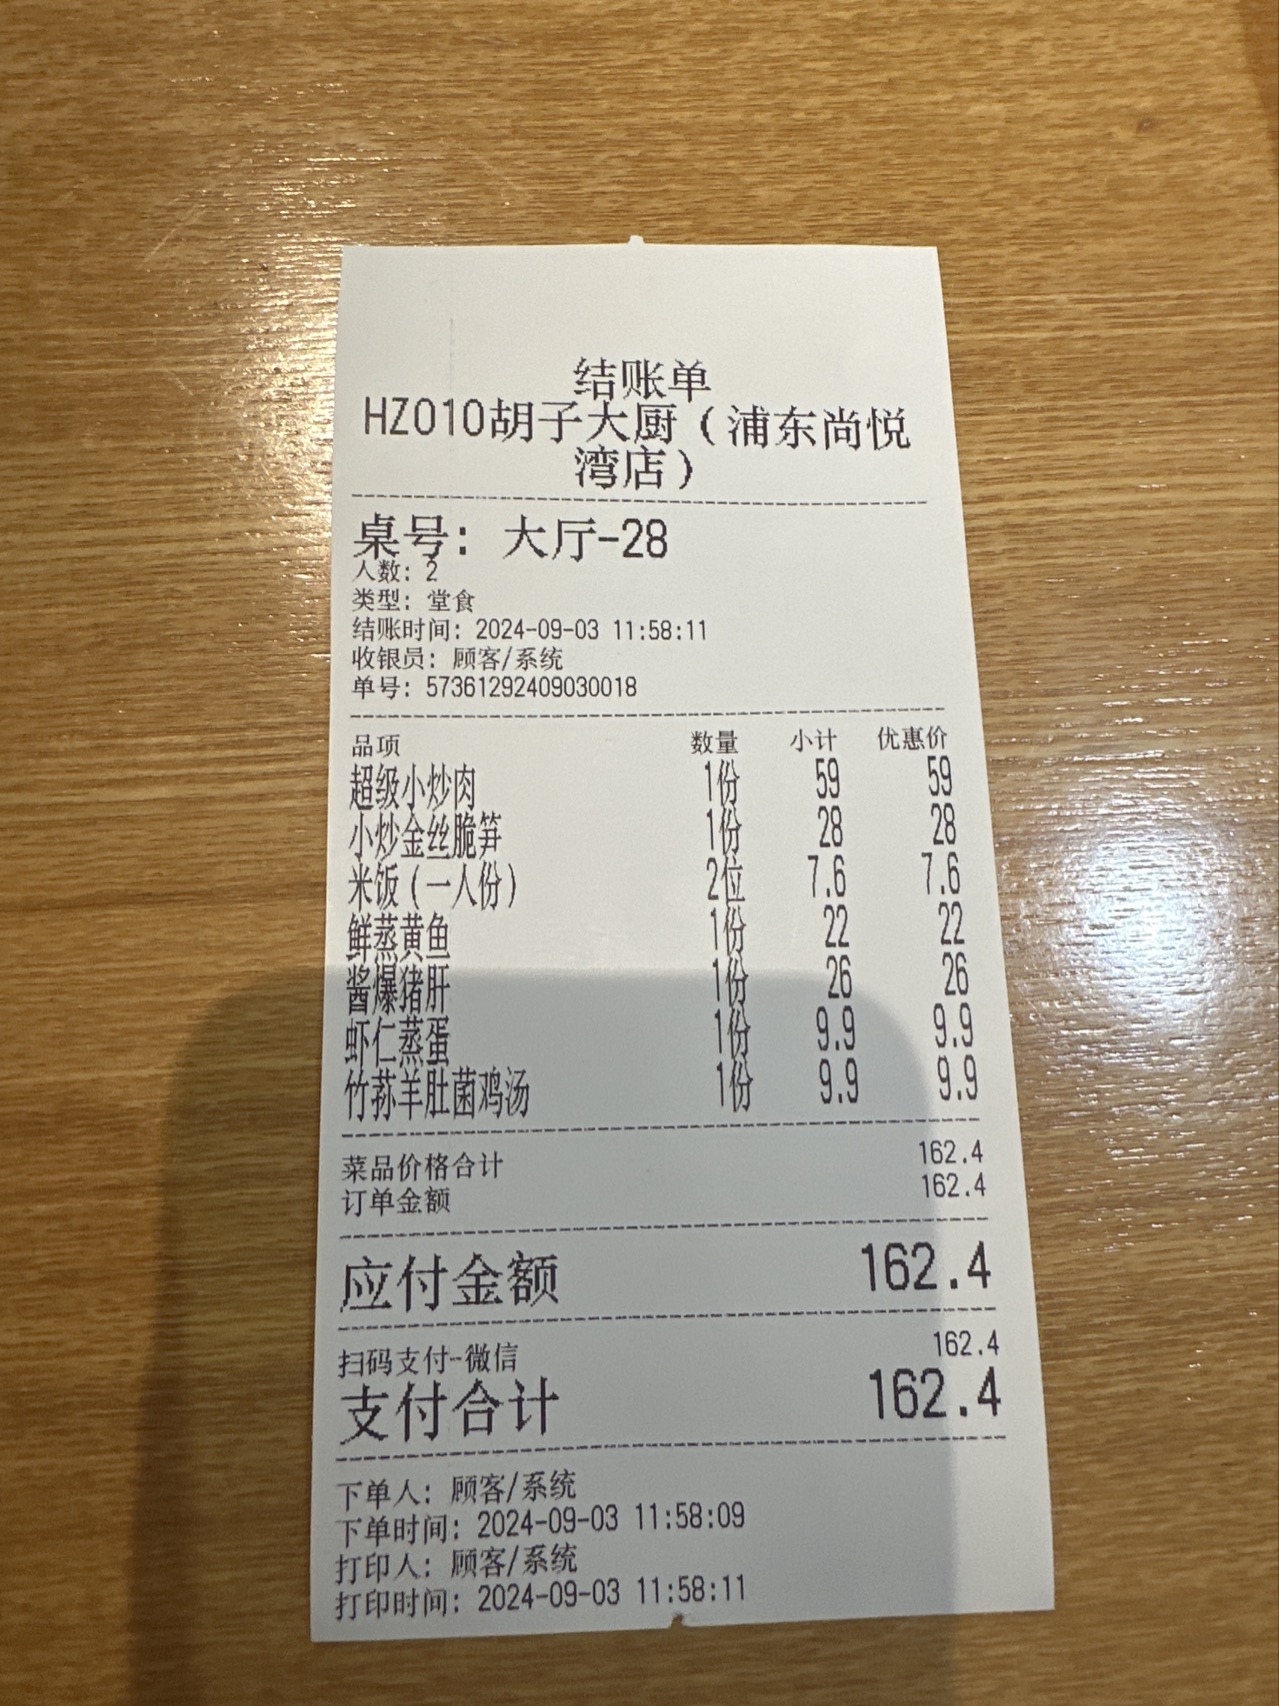 结账单
HZ010胡子大厨（浦东尚悦
湾店）
桌号: 大厅-28
人数: 2
类型: 堂食
结账时间: 2024-09-03 11:58:11
收银员: 顾客/系统
单号: 57361292409030018
品项 数量 小计 优惠价
超级小炒肉 1份 59 59
小炒金丝脆笋 1份 28 28
米饭（一人份） 2位 7.6 7.6
鲜蒸黄鱼 1份 22 22
酱爆猪肝 1份 26 26
虾仁蒸蛋 1份 9.9 9.9
竹荪羊肚菌鸡汤 1份 9.9 9.9
菜品价格合计 162.4
订单金额 162.4
应付金额 162.4
扫码支付-微信 162.4
支付合计 162.4
下单人: 顾客/系统
下单时间: 2024-09-03 11:58:09
打印人: 顾客/系统
打印时间: 2024-09-03 11:58:11